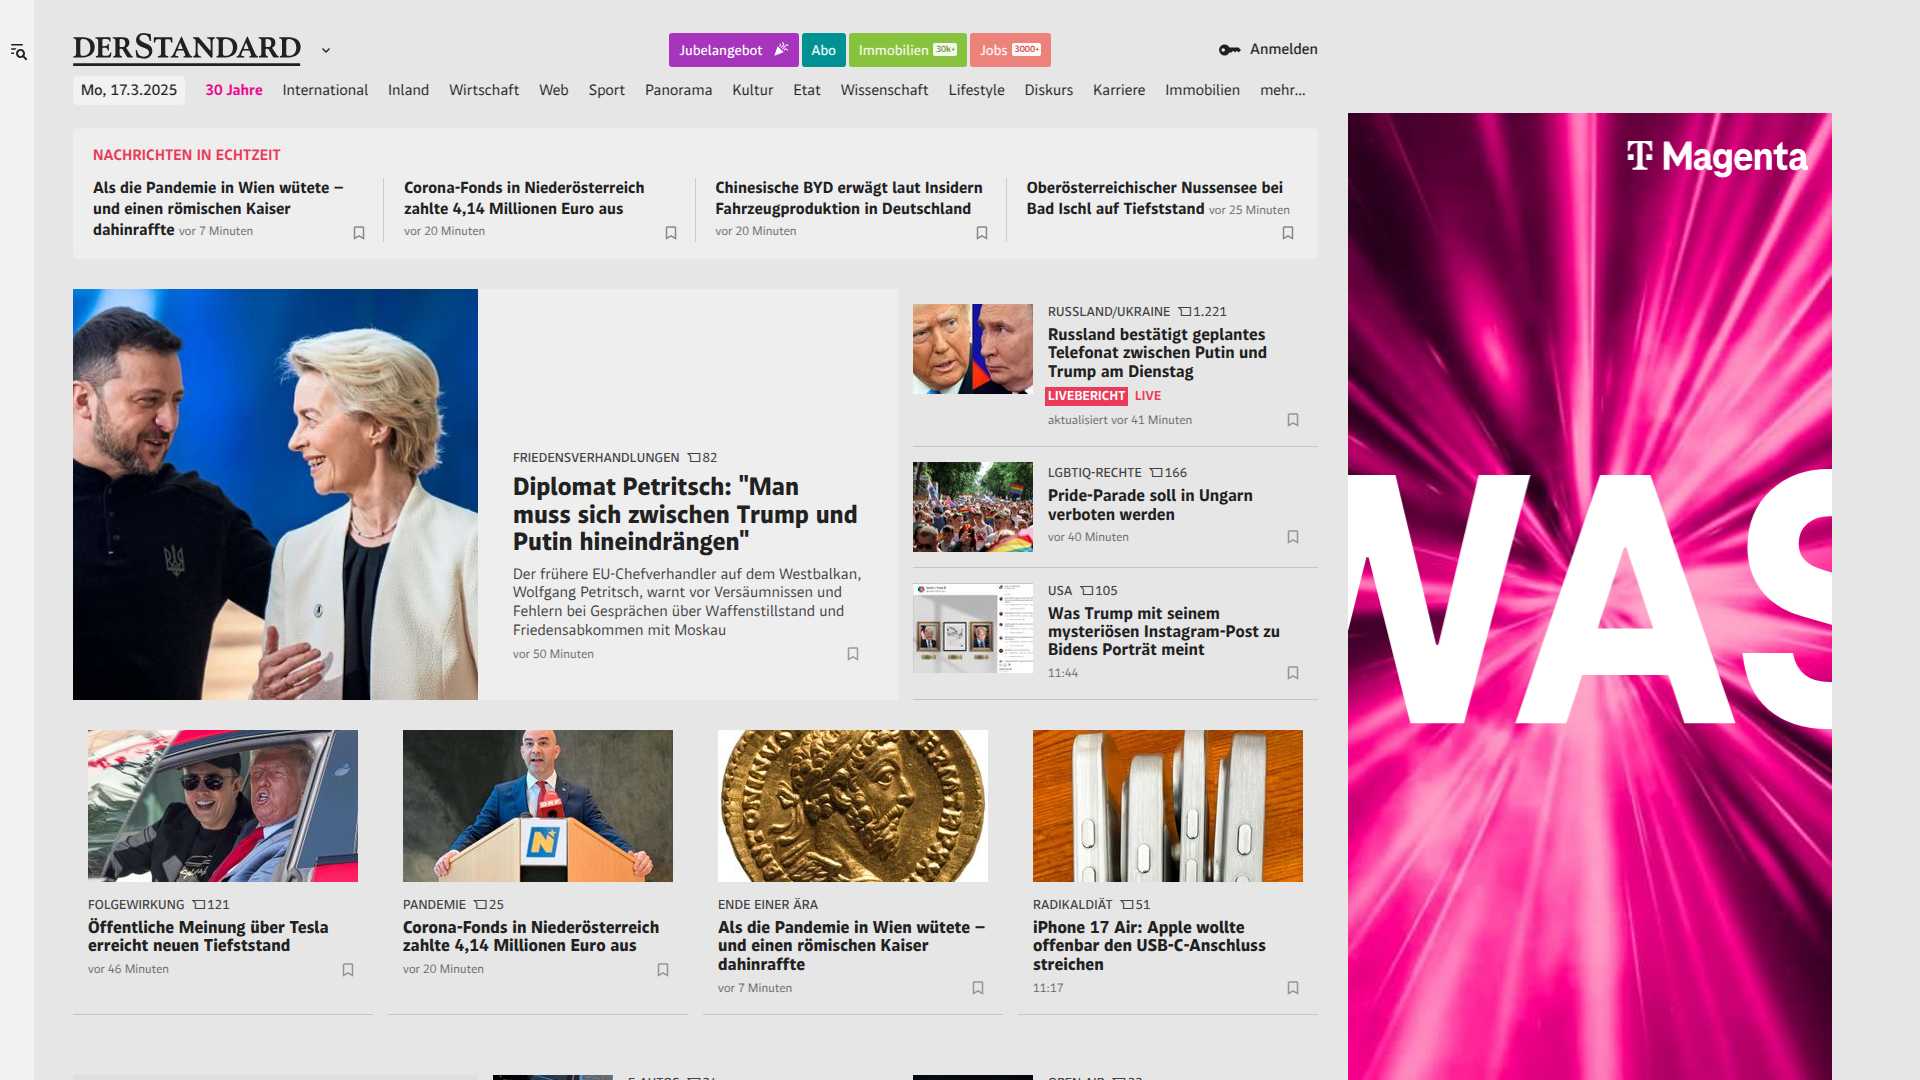 DERSTANDARD
Jubelangebot
Abo
Immobilien 30k+
Jobs 3000+
Anmelden
Mo, 17.3.2025
30 Jahre
International
Inland
Wirtschaft
Web
Sport
Panorama
Kultur
Etat
Wissenschaft
Lifestyle
Diskurs
Karriere
Immobilien
mehr...
T Magenta
WAS
NACHRICHTEN IN ECHTZEIT
Als die Pandemie in Wien wütete –
und einen römischen Kaiser
dahinraffte vor 7 Minuten
Corona-Fonds in Niederösterreich
zahlte 4,14 Millionen Euro aus
vor 20 Minuten
Chinesische BYD erwägt laut Insidern
Fahrzeugproduktion in Deutschland
vor 20 Minuten
Oberösterreichischer Nussensee bei
Bad Ischl auf Tiefststand vor 25 Minuten
FRIEDENSVERHANDLUNGEN 82
Diplomat Petritsch: "Man
muss sich zwischen Trump und
Putin hineindrängen"
Der frühere EU-Chefverhandler auf dem Westbalkan,
Wolfgang Petritsch, warnt vor Versäumnissen und
Fehlern bei Gesprächen über Waffenstillstand und
Friedensabkommen mit Moskau
vor 50 Minuten
RUSSLAND/UKRAINE 1.221
Russland bestätigt geplantes
Telefonat zwischen Putin und
Trump am Dienstag
LIVEBERICHT LIVE
aktualisiert vor 41 Minuten
LGBTIQ-RECHTE 166
Pride-Parade soll in Ungarn
verboten werden
vor 40 Minuten
USA 105
Was Trump mit seinem
mysteriösen Instagram-Post zu
Bidens Porträt meint
11:44
FOLGEWIRKUNG 121
Öffentliche Meinung über Tesla
erreicht neuen Tiefststand
vor 46 Minuten
PANDEMIE 25
Corona-Fonds in Niederösterreich
zahlte 4,14 Millionen Euro aus
vor 20 Minuten
ENDE EINER ÄRA
Als die Pandemie in Wien wütete –
und einen römischen Kaiser
dahinraffte
vor 7 Minuten
RADIKALDIÄT 51
iPhone 17 Air: Apple wollte
offenbar den USB-C-Anschluss
streichen
11:17